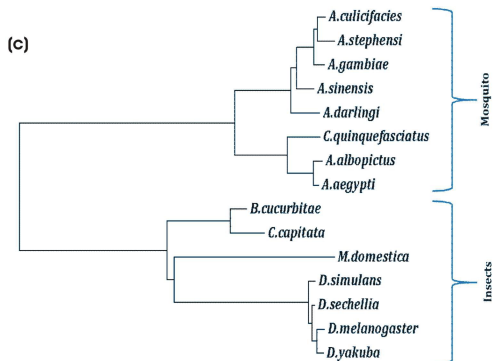 (c)
A.culicifacies
A.stephensi
A.gambiae
A.sinensis
A.darlingi
C.quinquefasciatus
A.albopictus
A.aegypti
Mosquito
B.cucurbitae
C.capitata
M.domestica
D.simulans
D.sechellia
D.melanogaster
D.yakuba
Insects